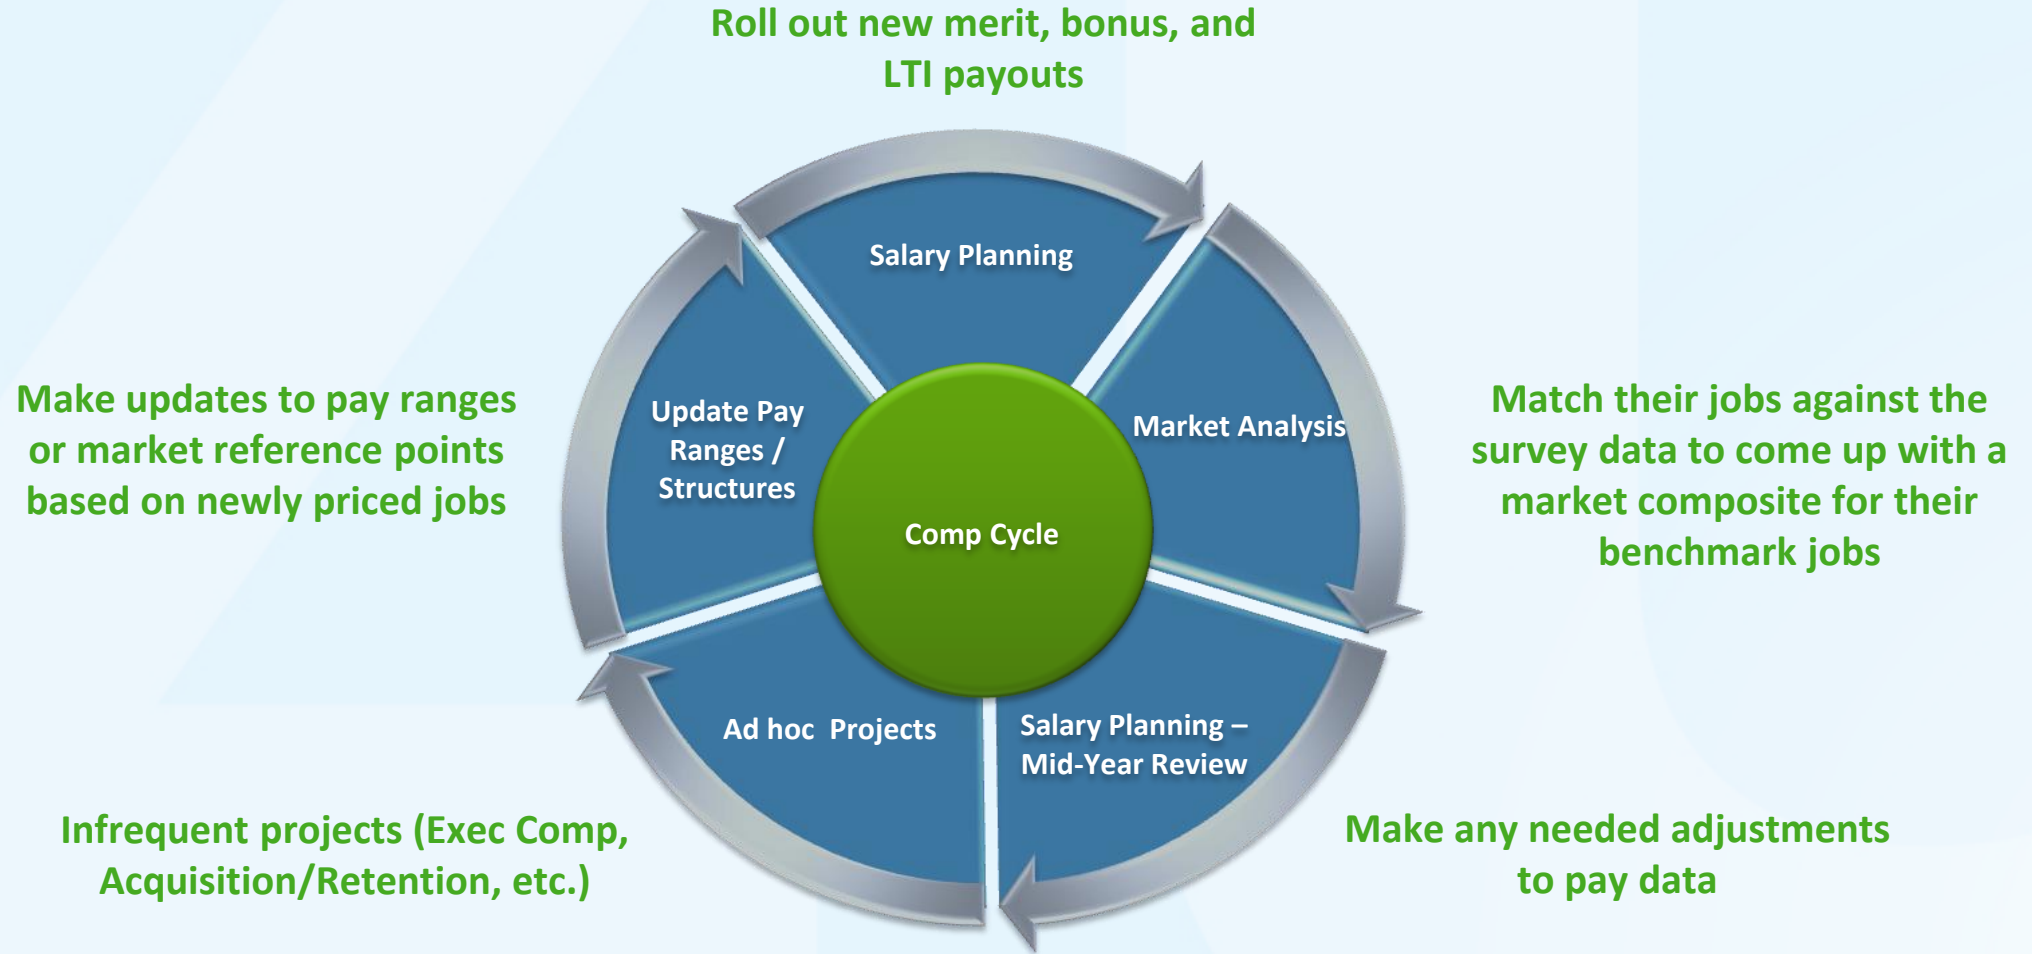 Roll out new merit, bonus, and
LTI payouts
Salary Planning
Make updates to pay ranges
or market reference points
based on newly priced jobs
Update Pay
Ranges /
Structures
Comp Cycle
Market Analysis
Match their jobs against the
survey data to come up with a
market composite for their
benchmark jobs
Ad hoc  Projects
Salary Planning –
Mid-Year Review
Infrequent projects (Exec Comp,
Acquisition/Retention, etc.)
Make any needed adjustments
to pay data